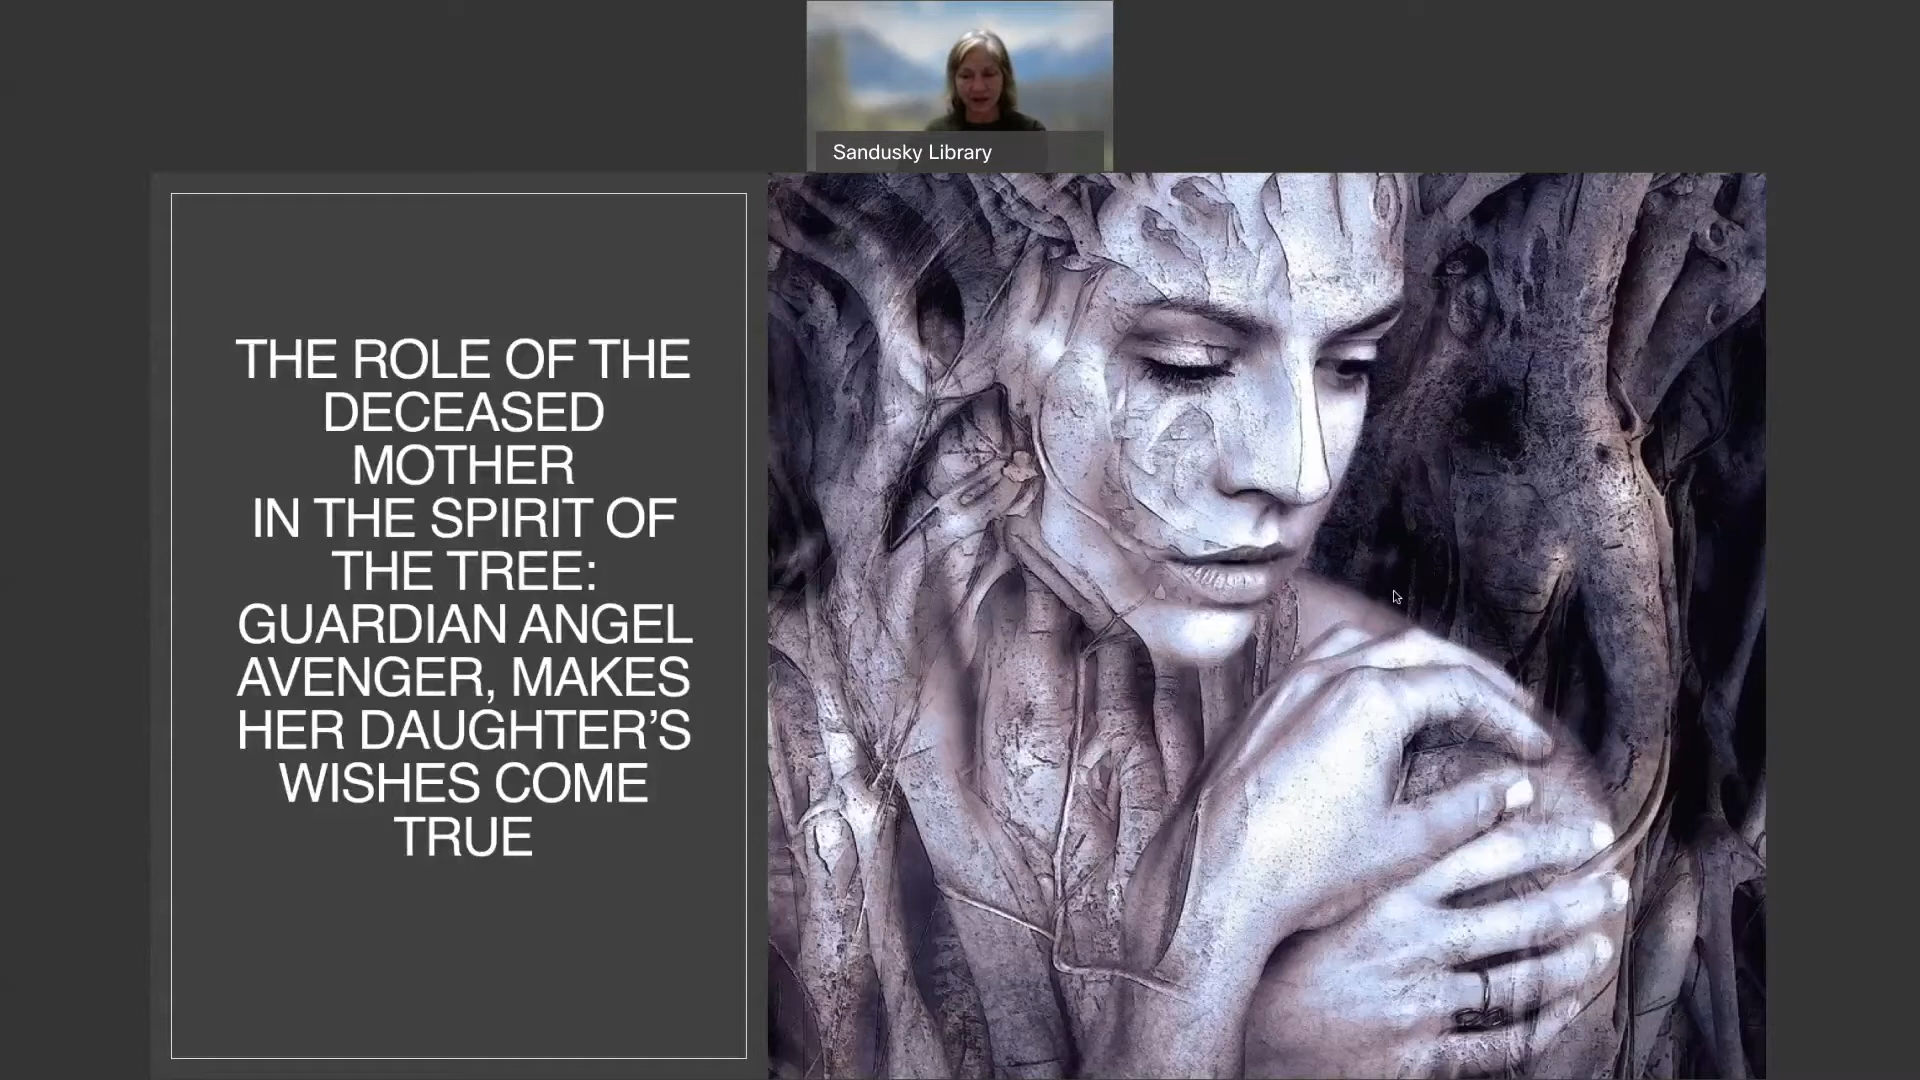 Sandusky Library
THE ROLE OF THE
DECEASED
MOTHER
IN THE SPIRIT OF
THE TREE:
GUARDIAN ANGEL
AVENGER, MAKES
HER DAUGHTER’S
WISHES COME
TRUE